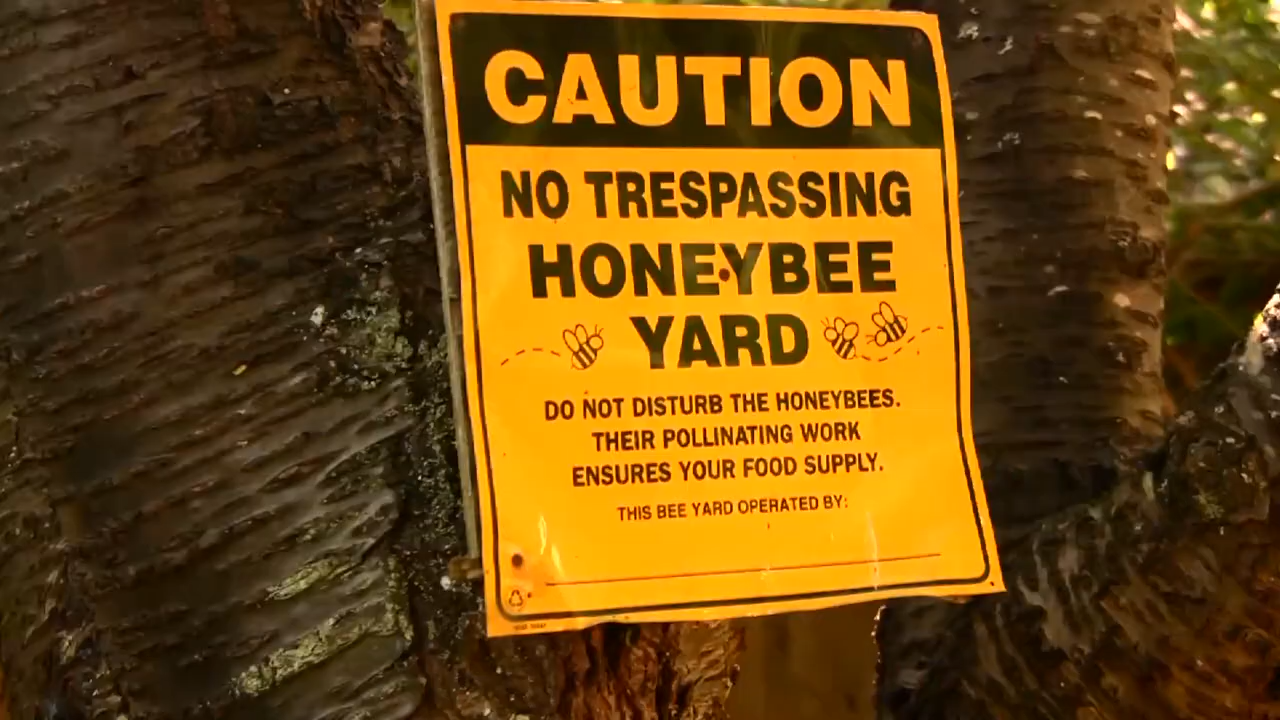 CAUTION
NO TRESPASSING
HONEYBEE
YARD
DO NOT DISTURB THE HONEYBEES.
THEIR POLLINATING WORK
ENSURES YOUR FOOD SUPPLY.
THIS BEE YARD OPERATED BY: